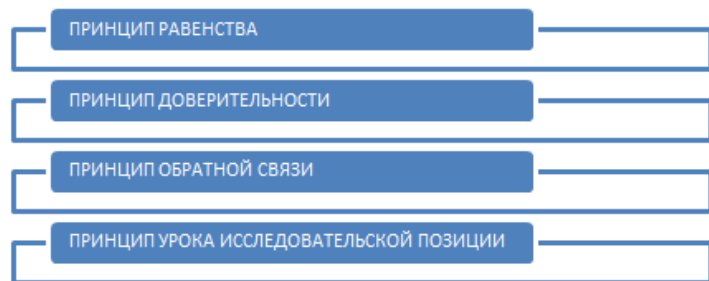 ПРИНЦИП РАВЕНСТВА
ПРИНЦИП ДОВЕРИТЕЛЬНОСТИ
ПРИНЦИП ОБРАТНОЙ СВЯЗИ
ПРИНЦИП УРОКА ИССЛЕДОВАТЕЛЬСКОЙ ПОЗИЦИИ